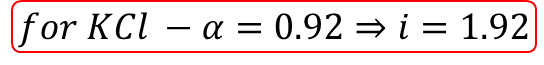 for KCl − α = 0.92 ⇒ i = 1.92